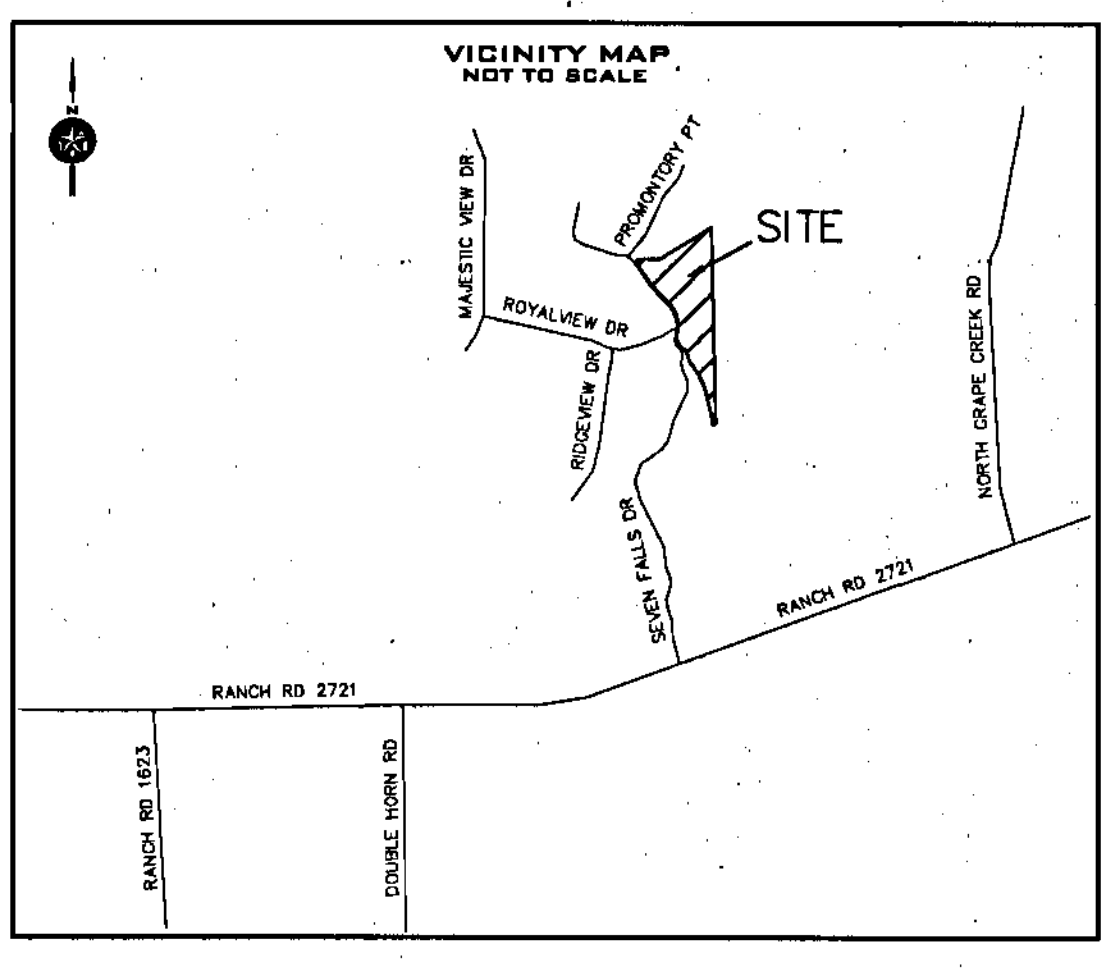 VICINITY MAP
NOT TO SCALE
N
PROMONTORY PT
MAJESTIC VIEW DR
SITE
ROYALVIEW DR
RIDGEVIEW DR
NORTH GRAPE CREEK RD
SEVEN FALLS DR
RANCH RD 2721
RANCH RD 2721
RANCH RD 1623
DOUBLE HORN RD